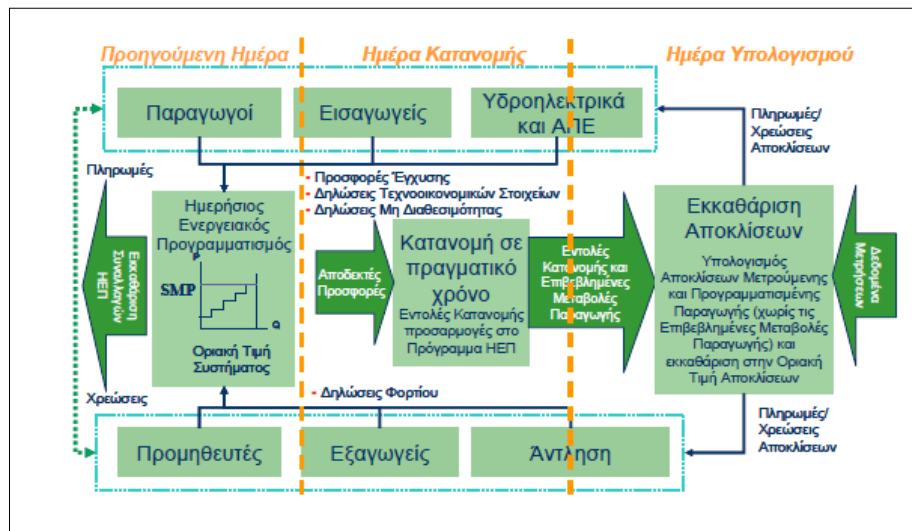 Προηγούμενη Ημέρα
Ημέρα Κατανομής
Ημέρα Υπολογισμού
Παραγωγοί
Εισαγωγείς
Υδροηλεκτρικά
και ΑΠΕ
Πληρωμές/
Χρεώσεις
Αποκλίσεων
Πληρωμές
- Προσφορές Έγχυσης
- Δηλώσεις Τεχνοοικονομικών Στοιχείων
- Δηλώσεις Μη Διαθεσιμότητας
Εκκαθάριση
Συναλλαγών
ΗΕΠ
Ημερήσιος
Ενεργειακός
Προγραμματισμός
P
SMP
Q
Οριακή Τιμή
Συστήματος
Αποδεκτές
Προσφορές
Κατανομή σε
πραγματικό
χρόνο
Εντολές Κατανομής
προσαρμογές στο
Πρόγραμμα ΗΕΠ
Εντολές
Κατανομής και
Επιβεβλημένες
Μεταβολές
Παραγωγής
Εκκαθάριση
Αποκλίσεων
Υπολογισμός
Αποκλίσεων Μετρούμενης
και Προγραμματισμένης
Παραγωγής (χωρίς τις
Επιβεβλημένες Μεταβολές
Παραγωγής) και
εκκαθάριση στην Οριακή
Τιμή Αποκλίσεων
Δεδομένα
Μετρήσεων
Χρεώσεις
- Δηλώσεις Φορτίου
Πληρωμές/
Χρεώσεις
Αποκλίσεων
Προμηθευτές
Εξαγωγείς
Άντληση